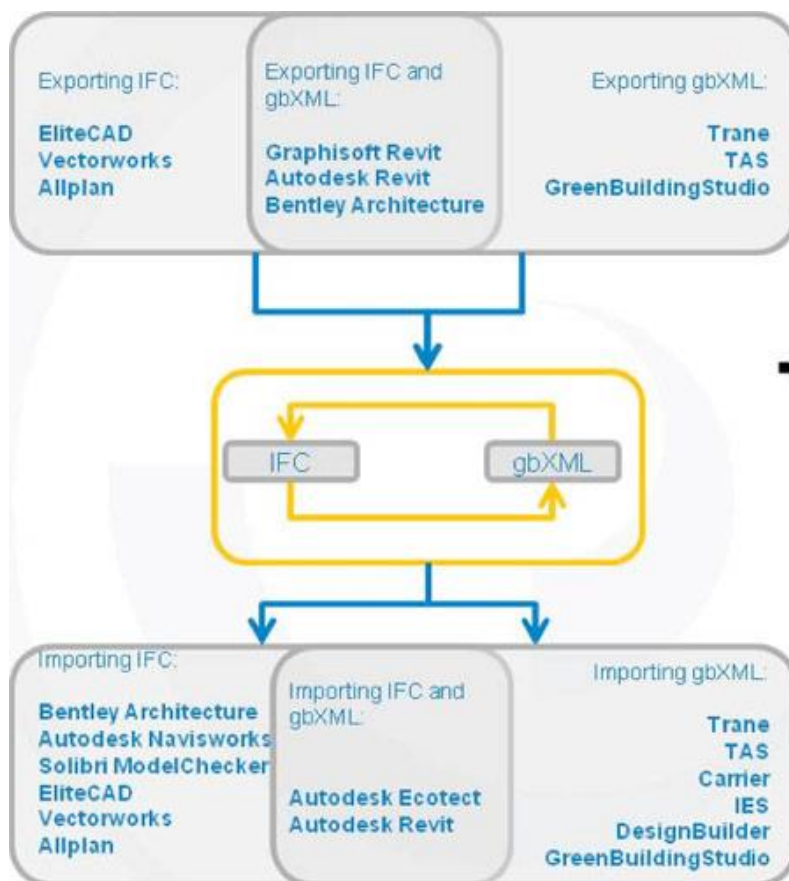 Exporting IFC:
EliteCAD
Vectorworks
Allplan
Exporting IFC and
gbXML:
Graphisoft Revit
Autodesk Revit
Bentley Architecture
Exporting gbXML:
Trane
TAS
GreenBuildingStudio
IFC
gbXML
Importing IFC:
Bentley Architecture
Autodesk Navisworks
Solibri ModelChecker
EliteCAD
Vectorworks
Allplan
Importing IFC and
gbXML:
Autodesk Ecotect
Autodesk Revit
Importing gbXML:
Trane
TAS
Carrier
IES
DesignBuilder
GreenBuildingStudio